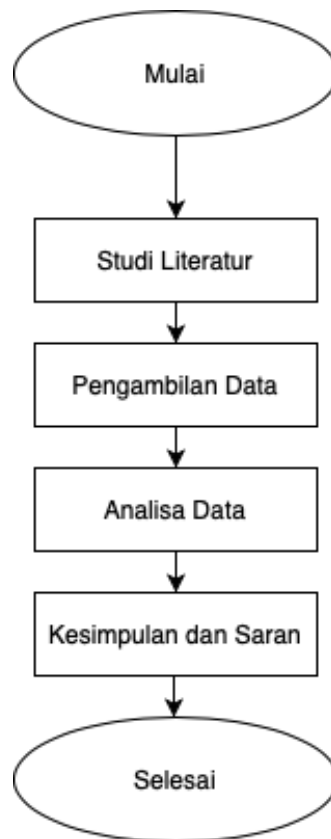 Mulai
Studi Literatur
Pengambilan Data
Analisa Data
Kesimpulan dan Saran
Selesai